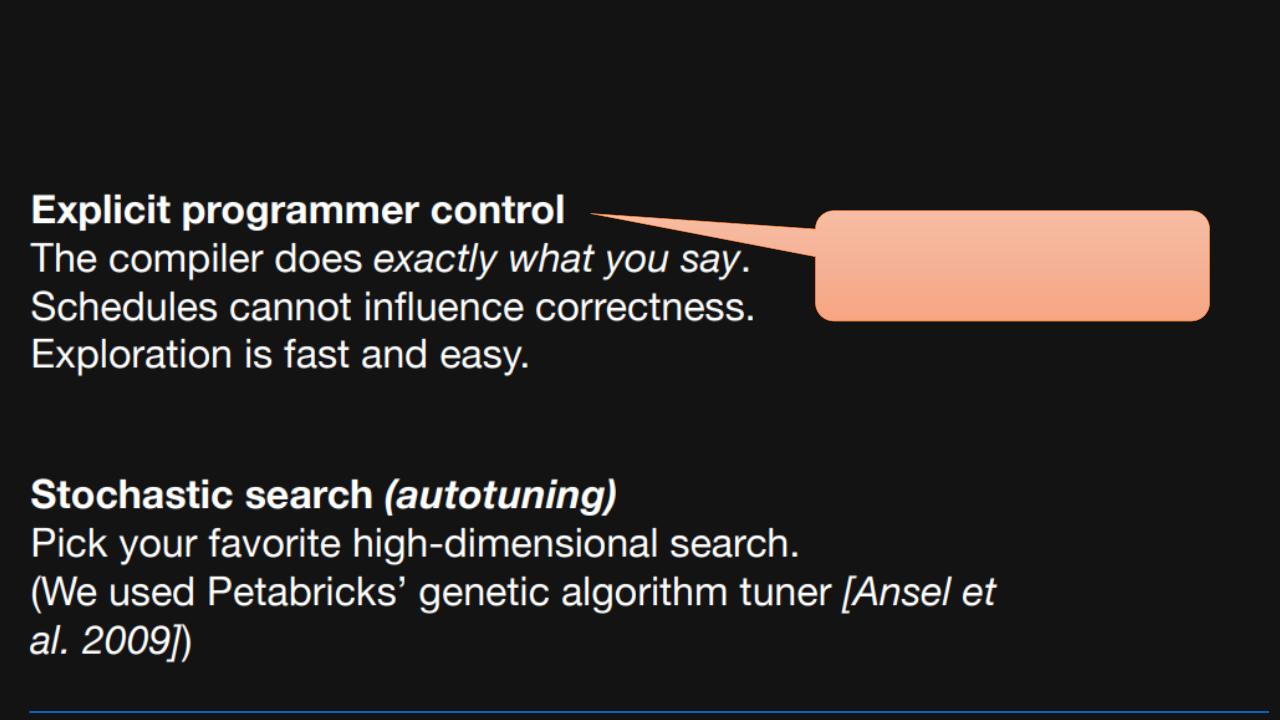 Explicit programmer control
The compiler does exactly what you say.
Schedules cannot influence correctness.
Exploration is fast and easy.
Stochastic search (autotuning)
Pick your favorite high-dimensional search.
(We used Petabricks’ genetic algorithm tuner [Ansel et
al. 2009])